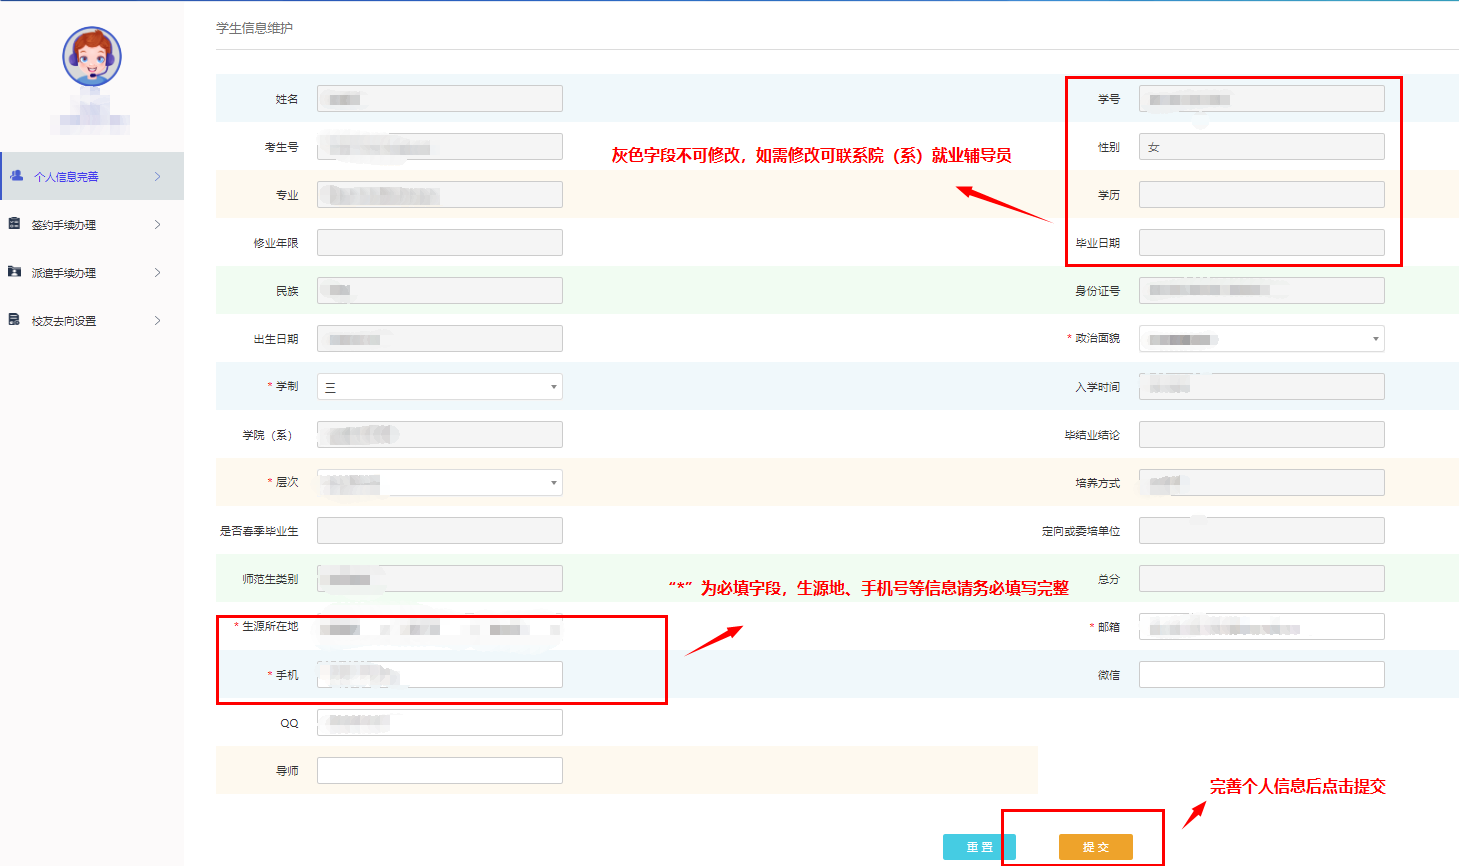 学生信息维护
个人信息完善
签约手续办理
派遣手续办理
校友去向设置
姓名
学号
考生号
性别 女
灰色字段不可修改，如需修改可联系院（系）就业辅导员
专业
学历
修业年限
毕业日期
民族
身份证号
出生日期
* 政治面貌
* 学制 三
入学时间
学院（系）
毕结业结论
* 层次
培养方式
是否春季毕业生
定向或委培单位
师范生类别
“*”为必填字段，生源地、手机号等信息请务必填写完整
总分
* 生源所在地
* 邮箱
* 手机
微信
QQ
导师
完善个人信息后点击提交
重置
提交